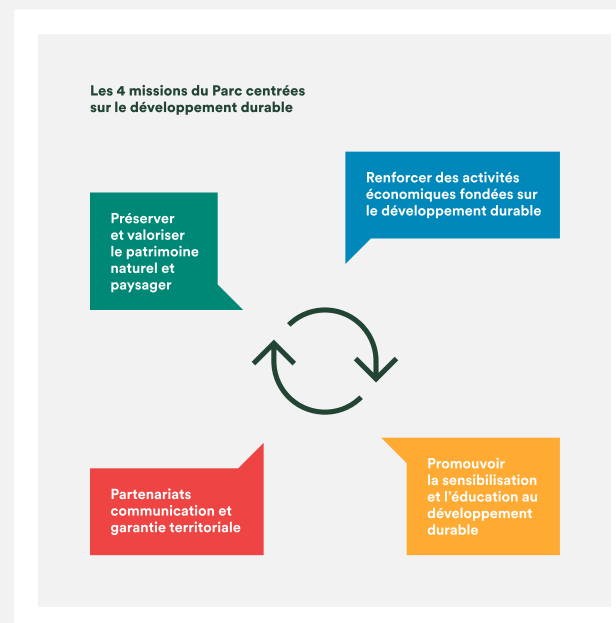 Les 4 missions du Parc centrées
sur le développement durable
Renforcer des activités
économiques fondées sur
le développement durable
Préserver
et valoriser
le patrimoine
naturel et
paysager
Partenariats
communication et
garantie territoriale
Promouvoir
la sensibilisation
et l'éducation au
développement
durable